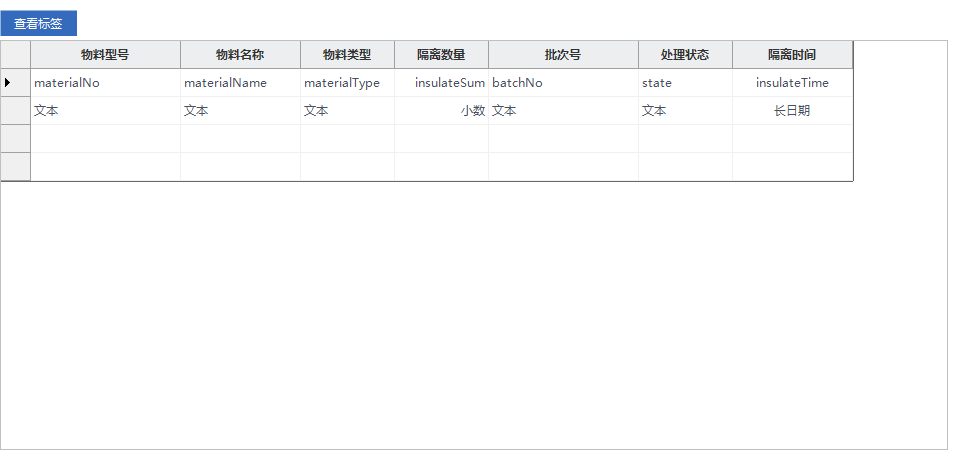 查看标签
物料型号 物料名称 物料类型 隔离数量 批次号 处理状态 隔离时间
materialNo materialName materialType insulateSum batchNo state insulateTime
文本 文本 文本 小数 文本 文本 长日期